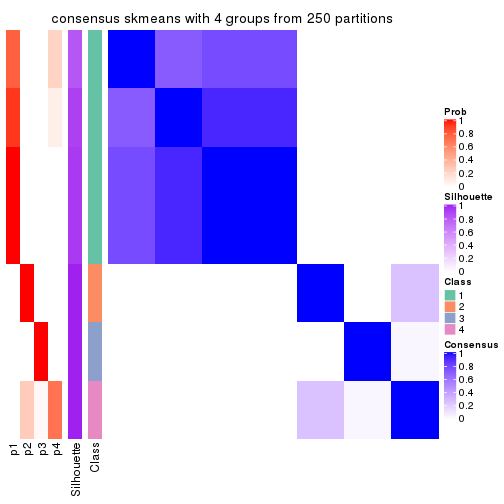 consensus skmeans with 4 groups from 250 partitions
Prob
1
0.8
0.6
0.4
0.2
0
Silhouette
1
0.8
0.6
0.4
0.2
0
Class
1
2
3
4
Consensus
1
0.8
0.6
0.4
0.2
0
p1
p2
p3
p4
Silhouette
Class